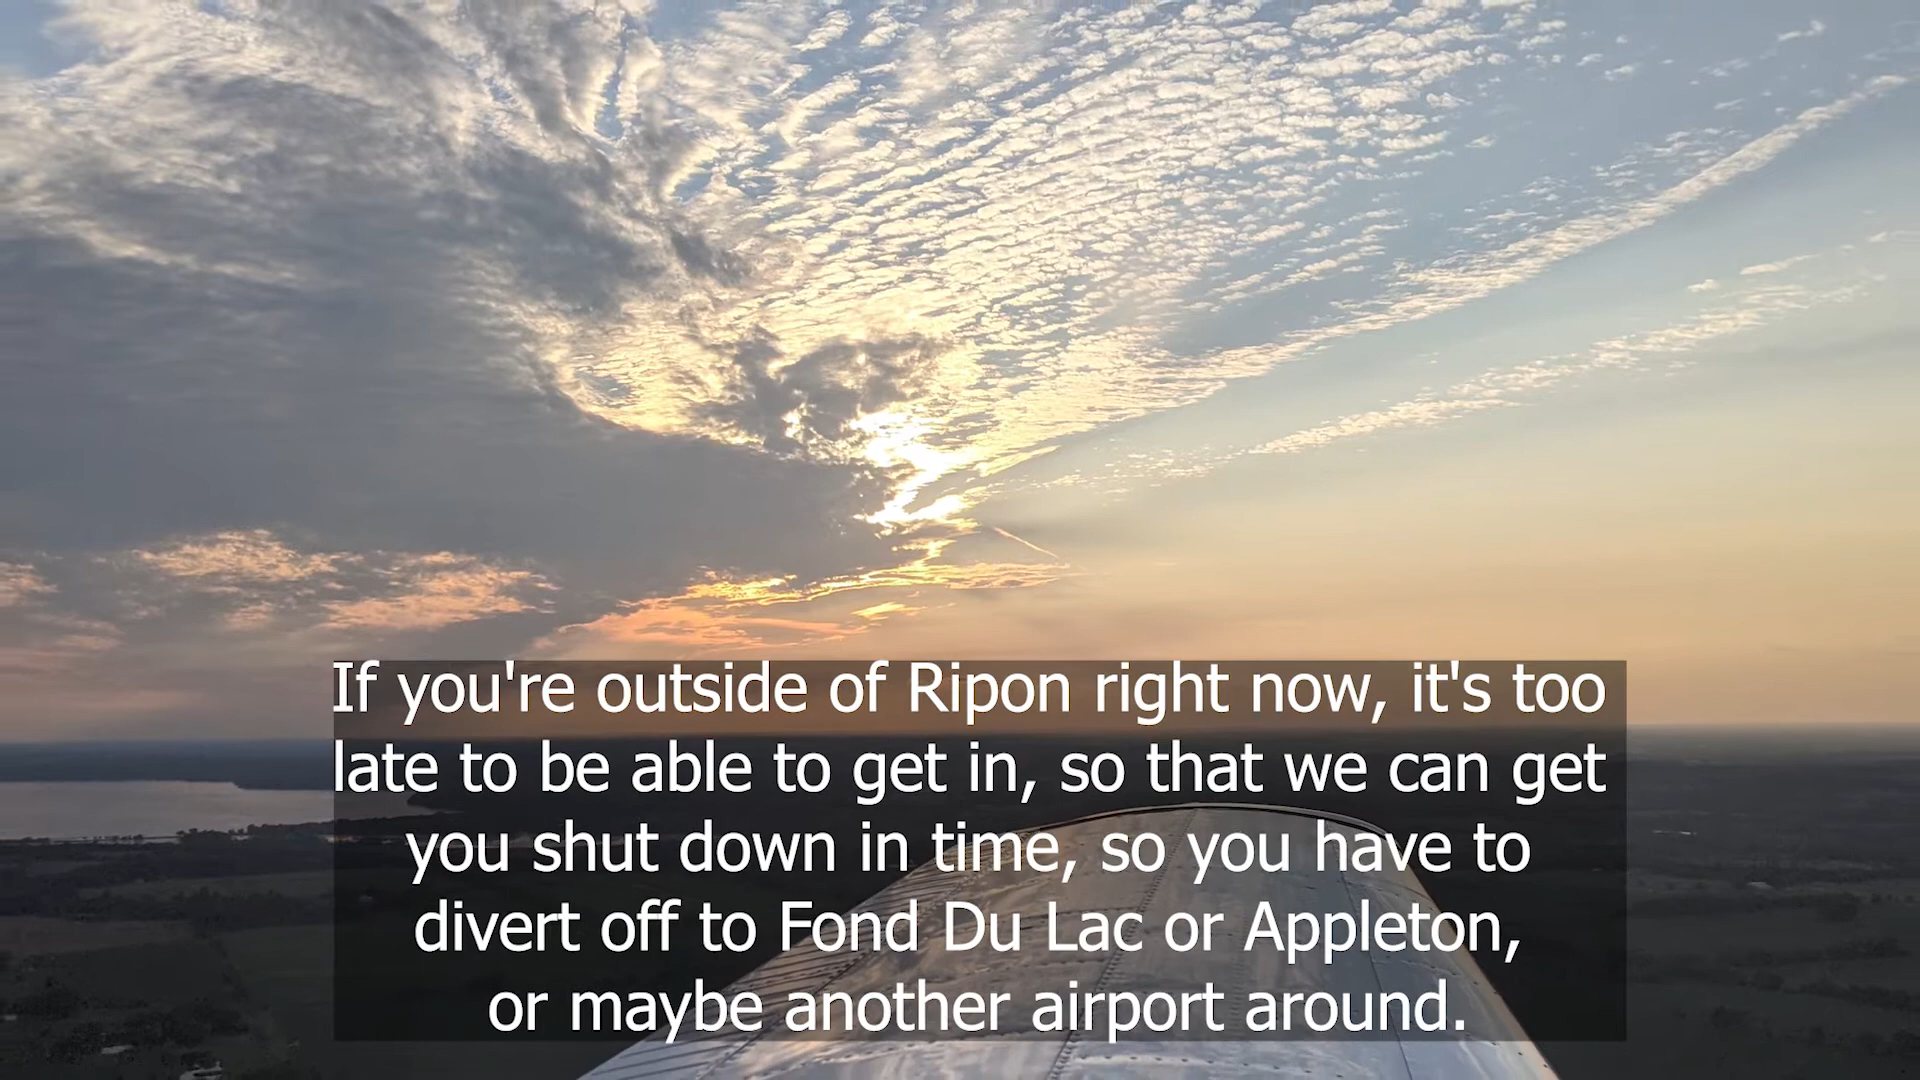 If you're outside of Ripon right now, it's too
late to be able to get in, so that we can get
you shut down in time, so you have to
divert off to Fond Du Lac or Appleton,
or maybe another airport around.